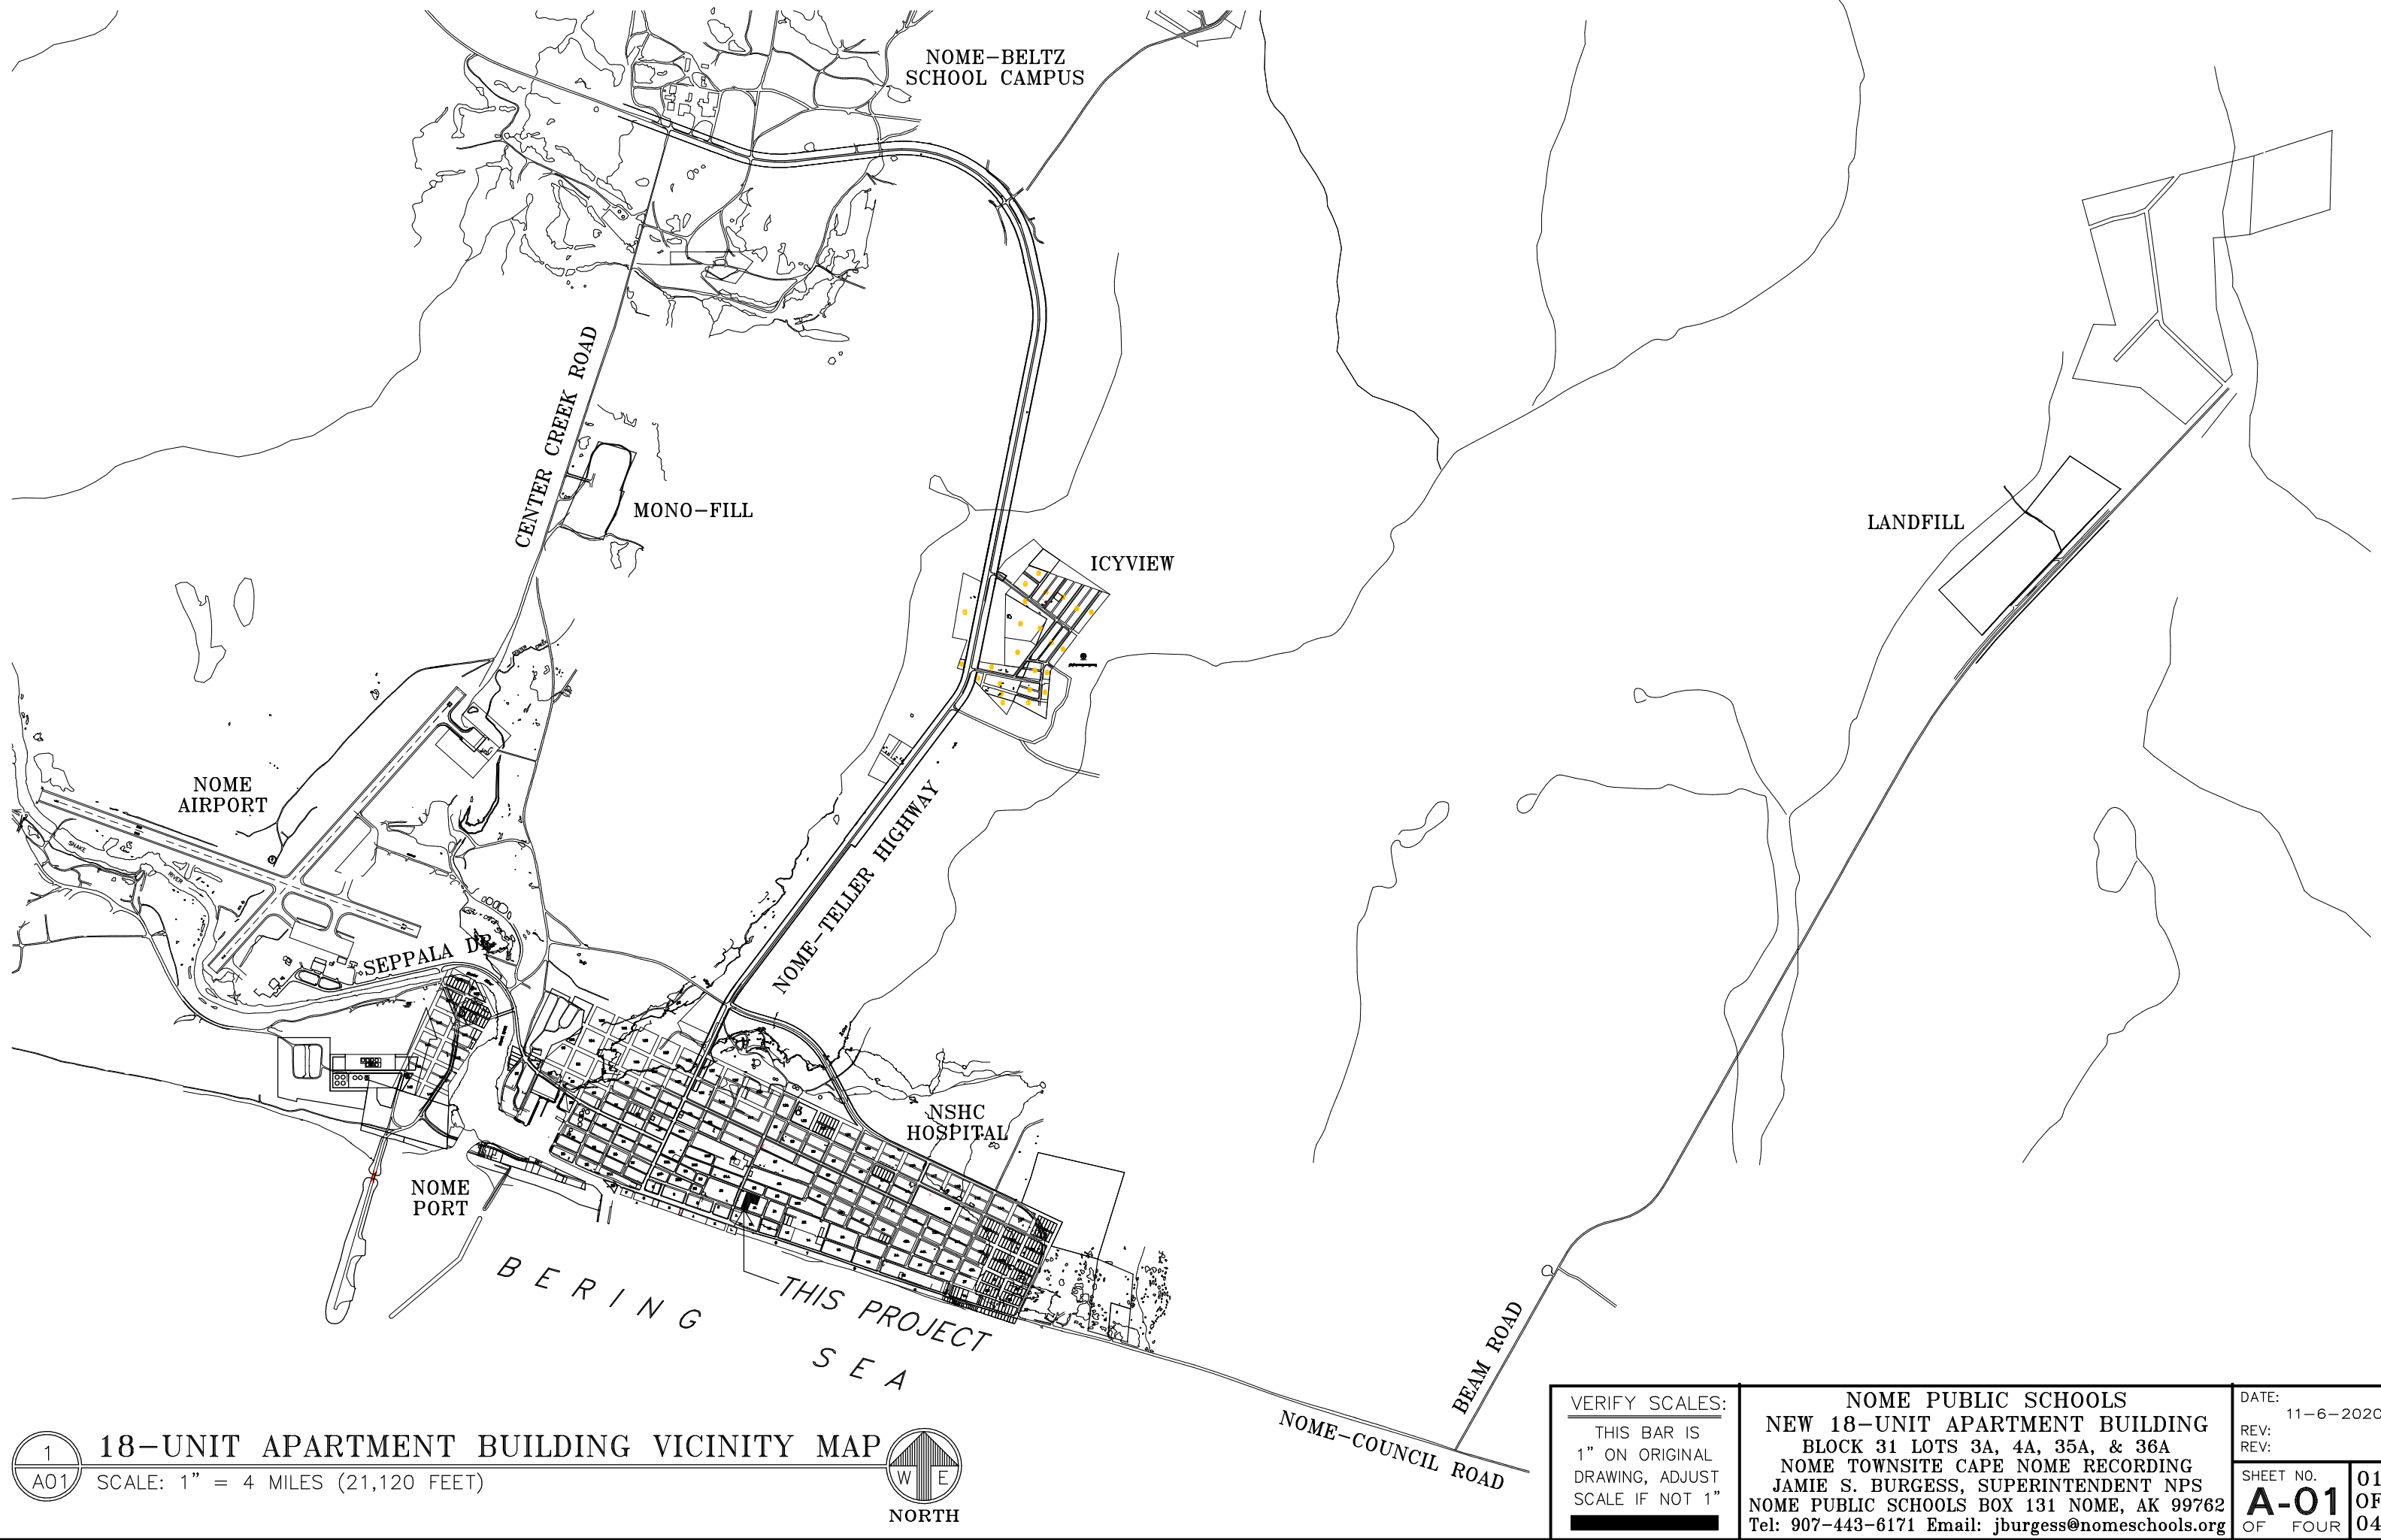 NOME-BELTZ
SCHOOL CAMPUS
CENTER CREEK ROAD
MONO-FILL
ICYVIEW
LANDFILL
NOME
AIRPORT
SNAKE
RIVER
NOME-TELLER HIGHWAY
SEPPALA DR
NSHC
HOSPITAL
NOME
PORT
BERING
SEA
THIS PROJECT
BEAM ROAD
NOME-COUNCIL ROAD
1
A01
18-UNIT APARTMENT BUILDING VICINITY MAP
SCALE: 1" = 4 MILES (21,120 FEET)
W E
NORTH
VERIFY SCALES:
THIS BAR IS
1" ON ORIGINAL
DRAWING, ADJUST
SCALE IF NOT 1"
NOME PUBLIC SCHOOLS
NEW 18-UNIT APARTMENT BUILDING
BLOCK 31 LOTS 3A, 4A, 35A, & 36A
NOME TOWNSITE CAPE NOME RECORDING
JAMIE S. BURGESS, SUPERINTENDENT NPS
NOME PUBLIC SCHOOLS BOX 131 NOME, AK 99762
Tel: 907-443-6171 Email: jburgess@nomeschools.org
DATE:
11-6-2020
REV:
REV:
SHEET NO.
A-01
OF FOUR
01
OF
04